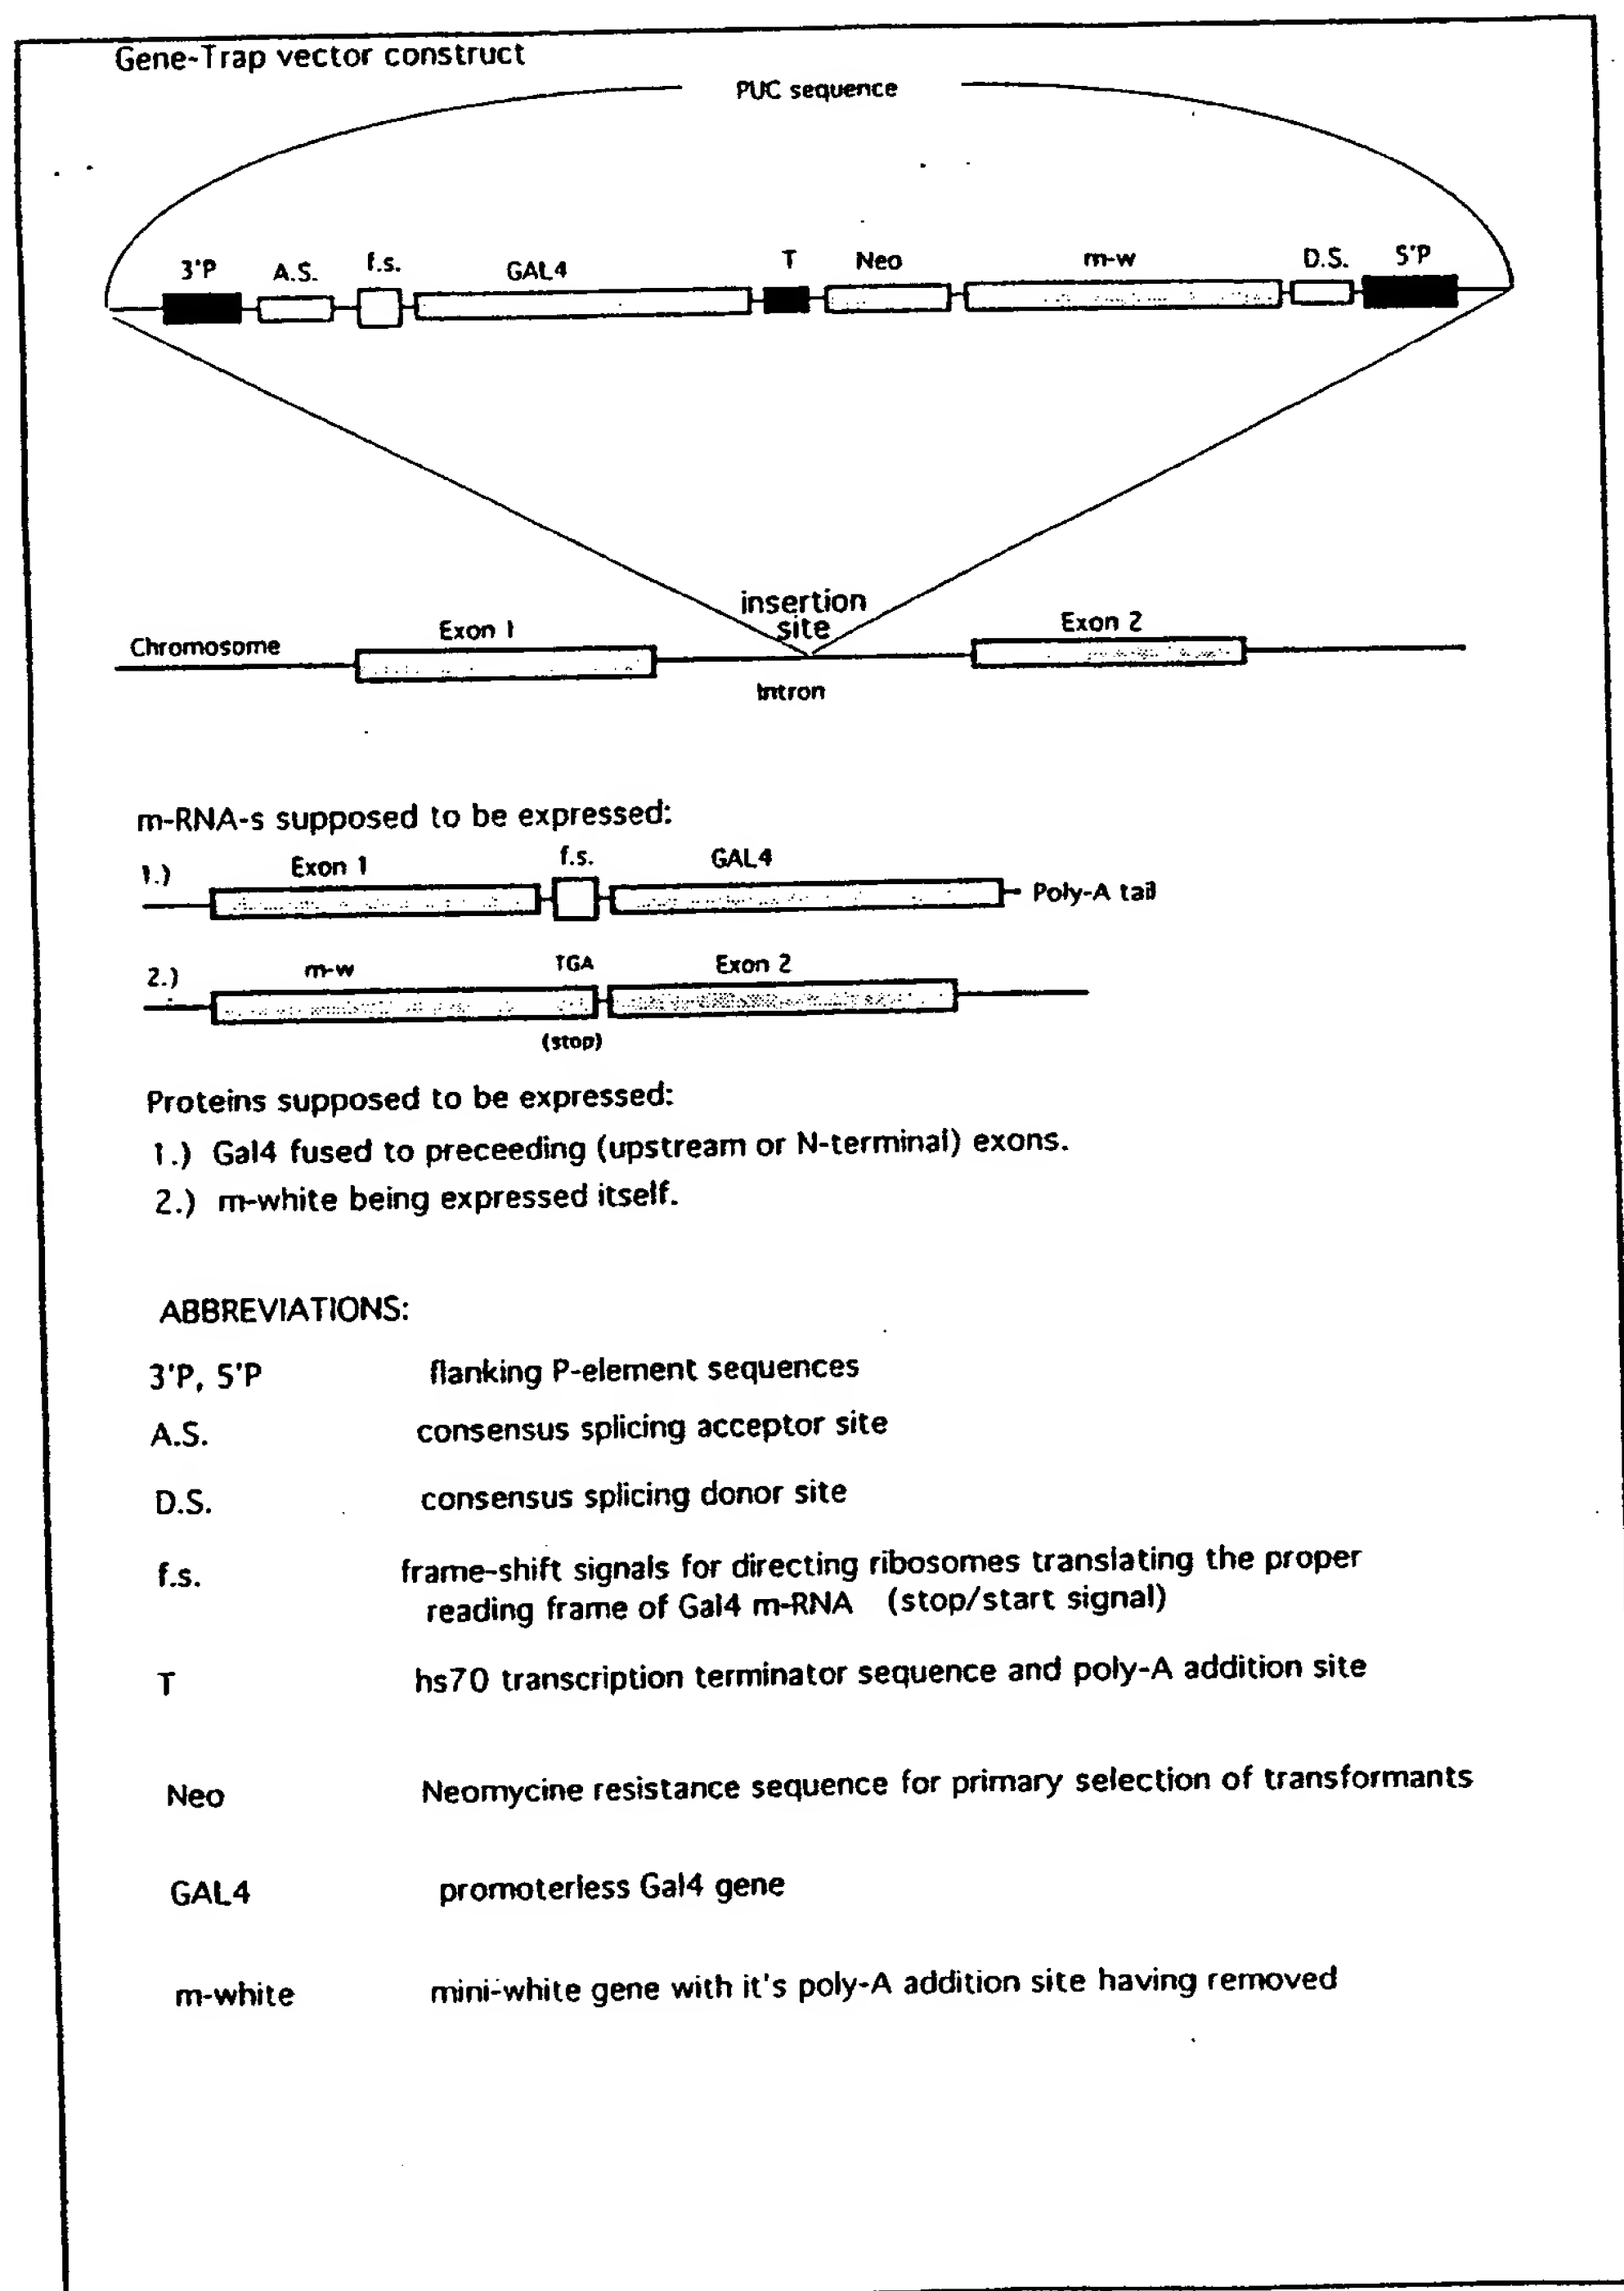 Gene-Trap vector construct
PUC sequence
3'P A.S. f.s. GAL4 T Neo m-w D.S. 5'P
insertion
site
Chromosome Exon 1 Exon 2
Intron
m-RNA-s supposed to be expressed:
1.) Exon 1 f.s. GAL4 Poly-A tail
2.) m-w TGA Exon 2
(stop)
Proteins supposed to be expressed:
1.) Gal4 fused to preceeding (upstream or N-terminal) exons.
2.) m-white being expressed itself.
ABBREVIATIONS:
3'P, 5'P flanking P-element sequences
A.S. consensus splicing acceptor site
D.S. consensus splicing donor site
f.s. frame-shift signals for directing ribosomes translating the proper
reading frame of Gal4 m-RNA (stop/start signal)
T hs70 transcription terminator sequence and poly-A addition site
Neo Neomycine resistance sequence for primary selection of transformants
GAL4 promoterless Gal4 gene
m-white mini-white gene with it's poly-A addition site having removed